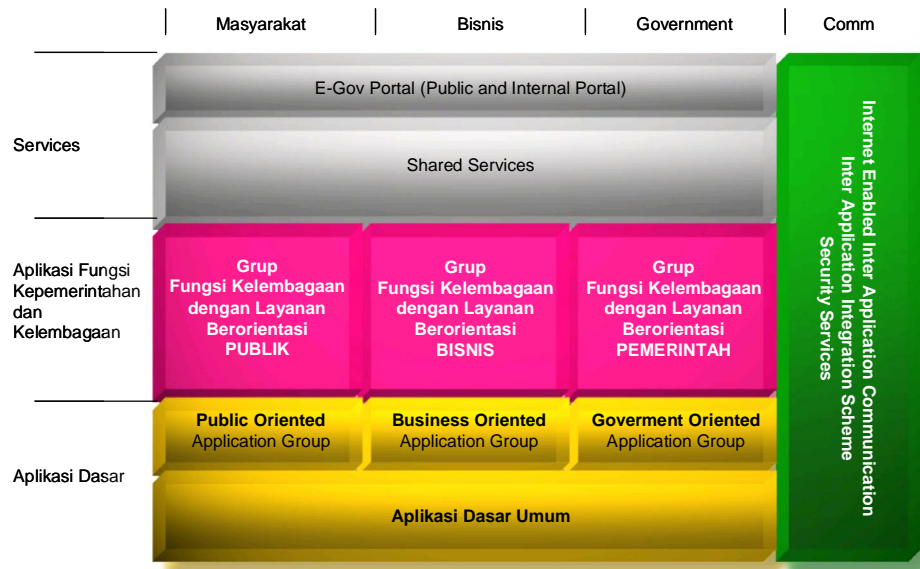 Masyarakat
Bisnis
Government
Comm
E-Gov Portal (Public and Internal Portal)
Services
Shared Services
Aplikasi Fungsi
Kepemerintahan
dan
Kelembagaan
Grup
Fungsi Kelembagaan
dengan Layanan
Berorientasi
PUBLIK
Grup
Fungsi Kelembagaan
dengan Layanan
Berorientasi
BISNIS
Grup
Fungsi Kelembagaan
dengan Layanan
Berorientasi
PEMERINTAH
Aplikasi Dasar
Public Oriented
Application Group
Business Oriented
Application Group
Goverment Oriented
Application Group
Aplikasi Dasar Umum
Internet Enabled Inter Application Communication
Inter Application Integration Scheme
Security Services